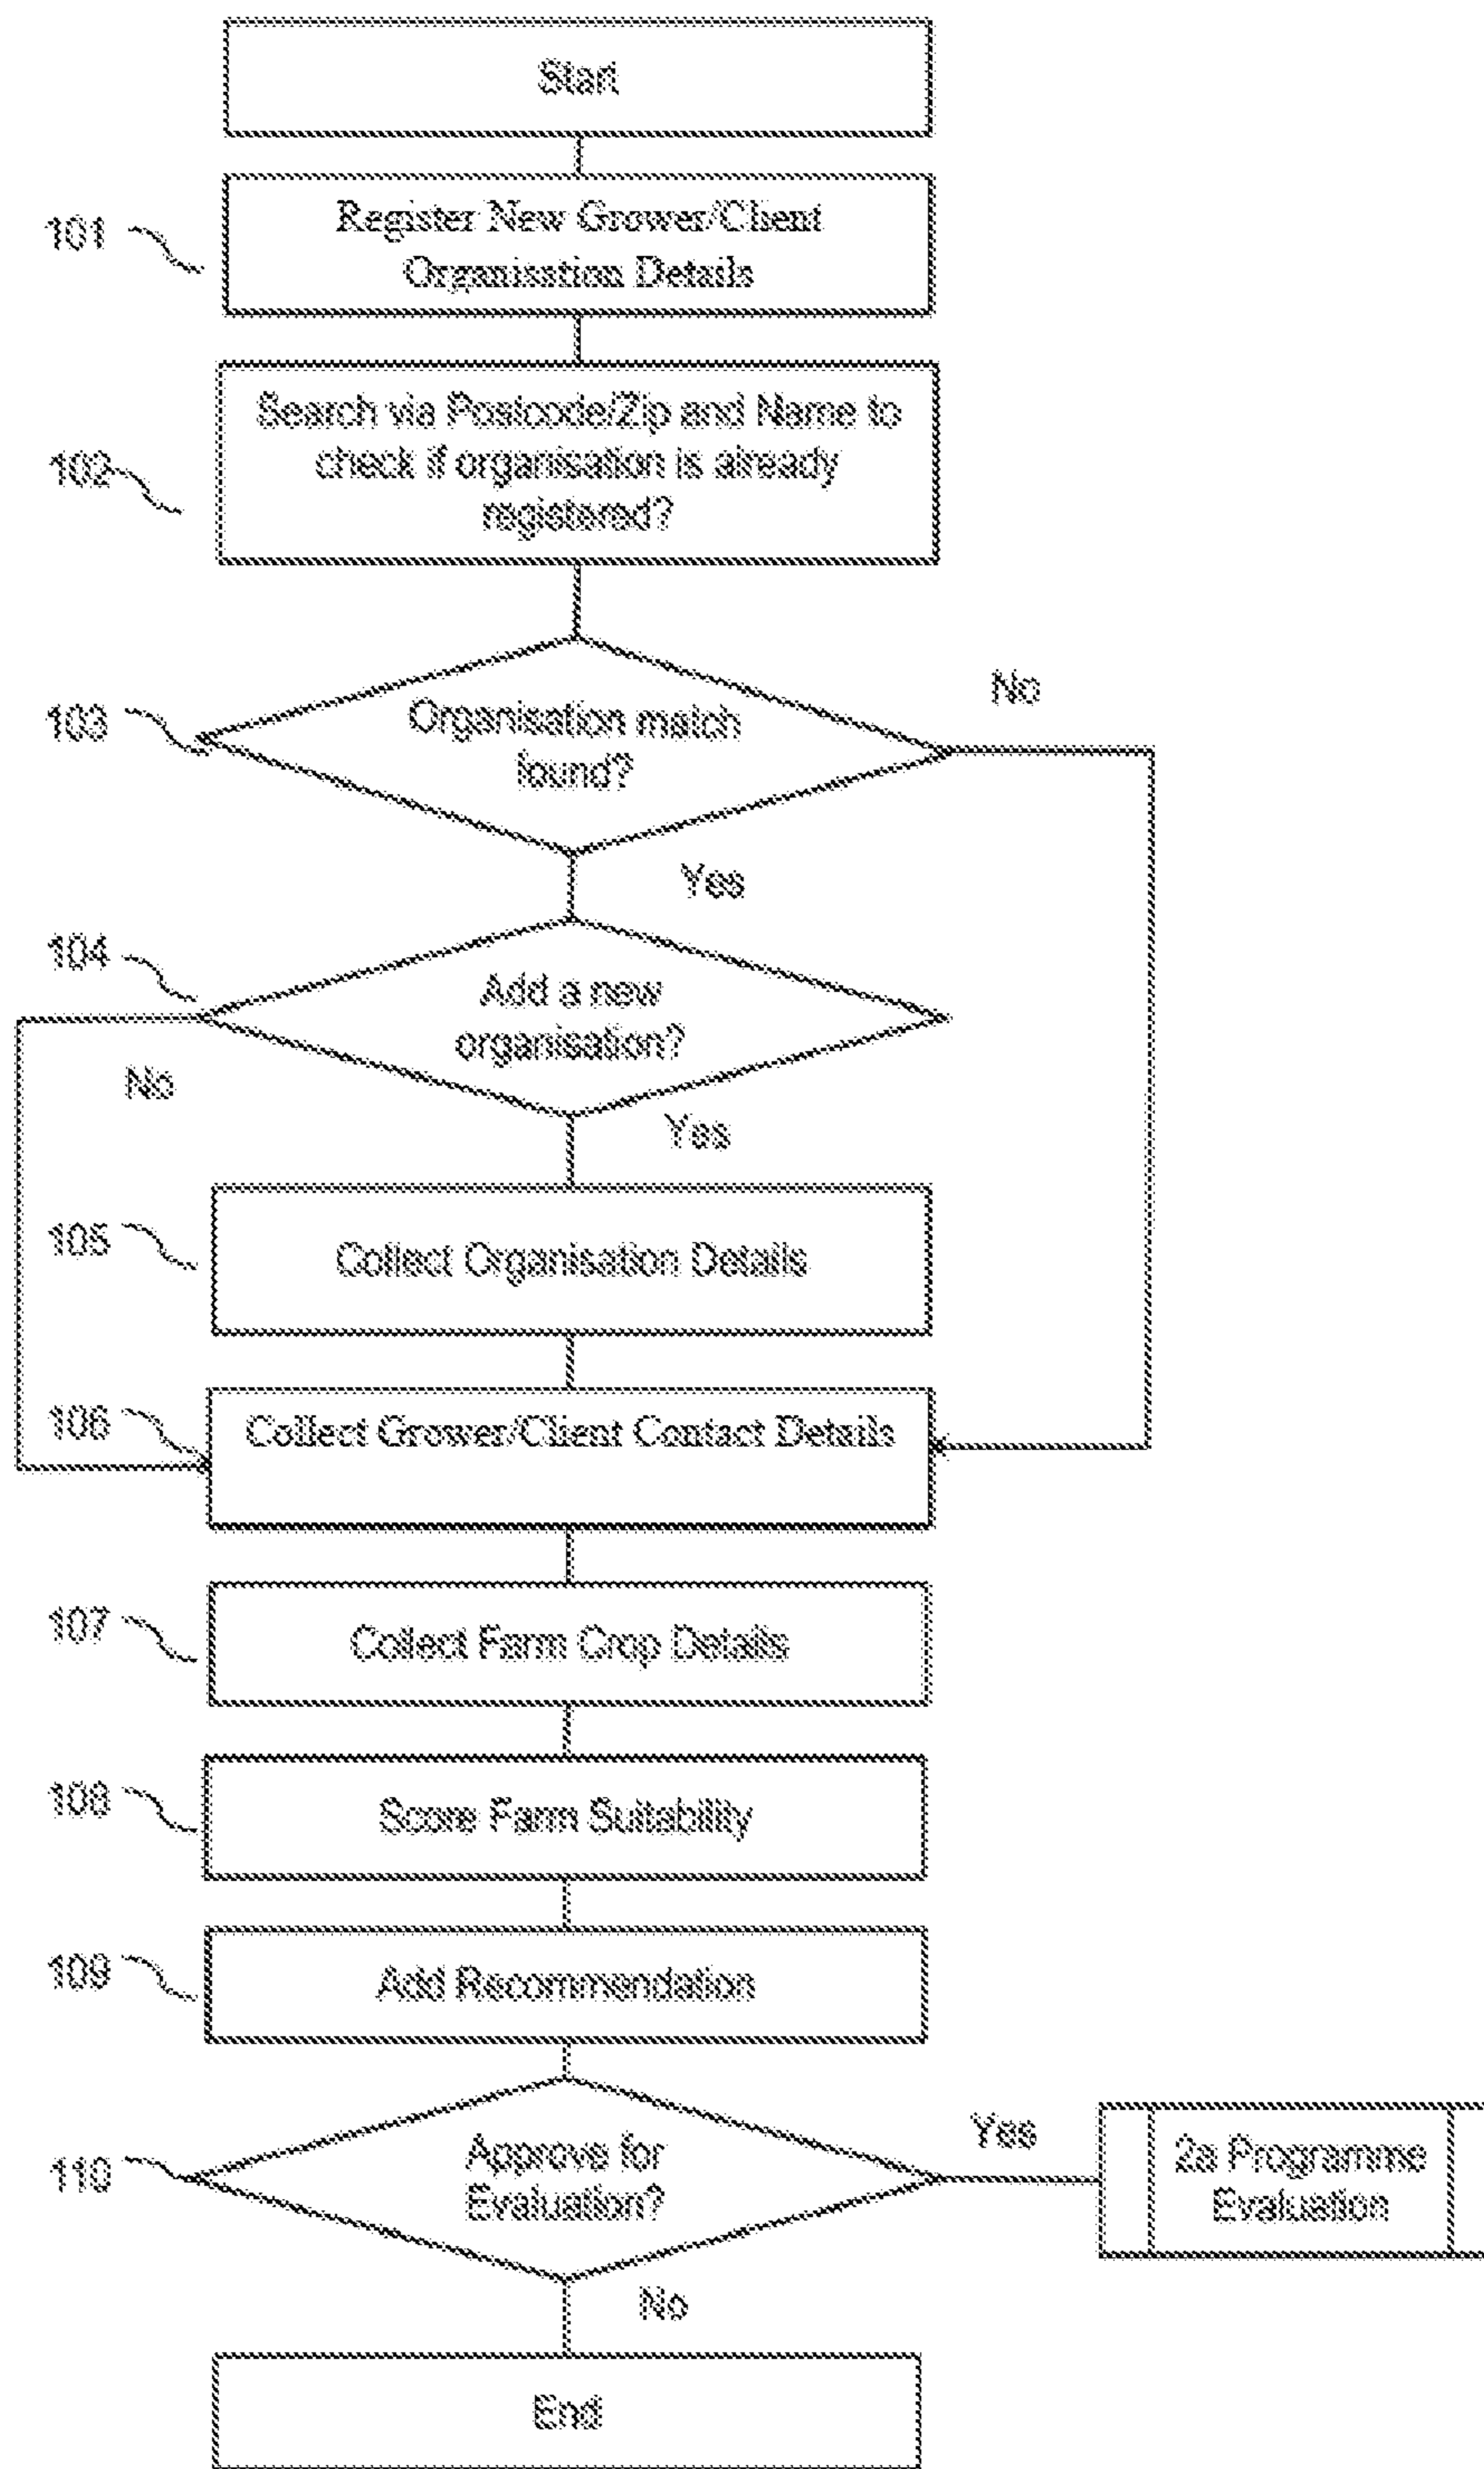 Start
101
Register New Grower/Client
Organisation Details
102
Search via Postcode/Zip and Name to
check if organisation is already
registered?
103
Organisation match
found?
No
Yes
104
Add a new
organisation?
No
Yes
105
Collect Organisation Details
106
Collect Grower/Client Contact Details
107
Collect Farm Crop Details
108
Score Farm Suitability
109
Add Recommendation
110
Approve for
Evaluation?
Yes
2a Programme
Evaluation
No
End